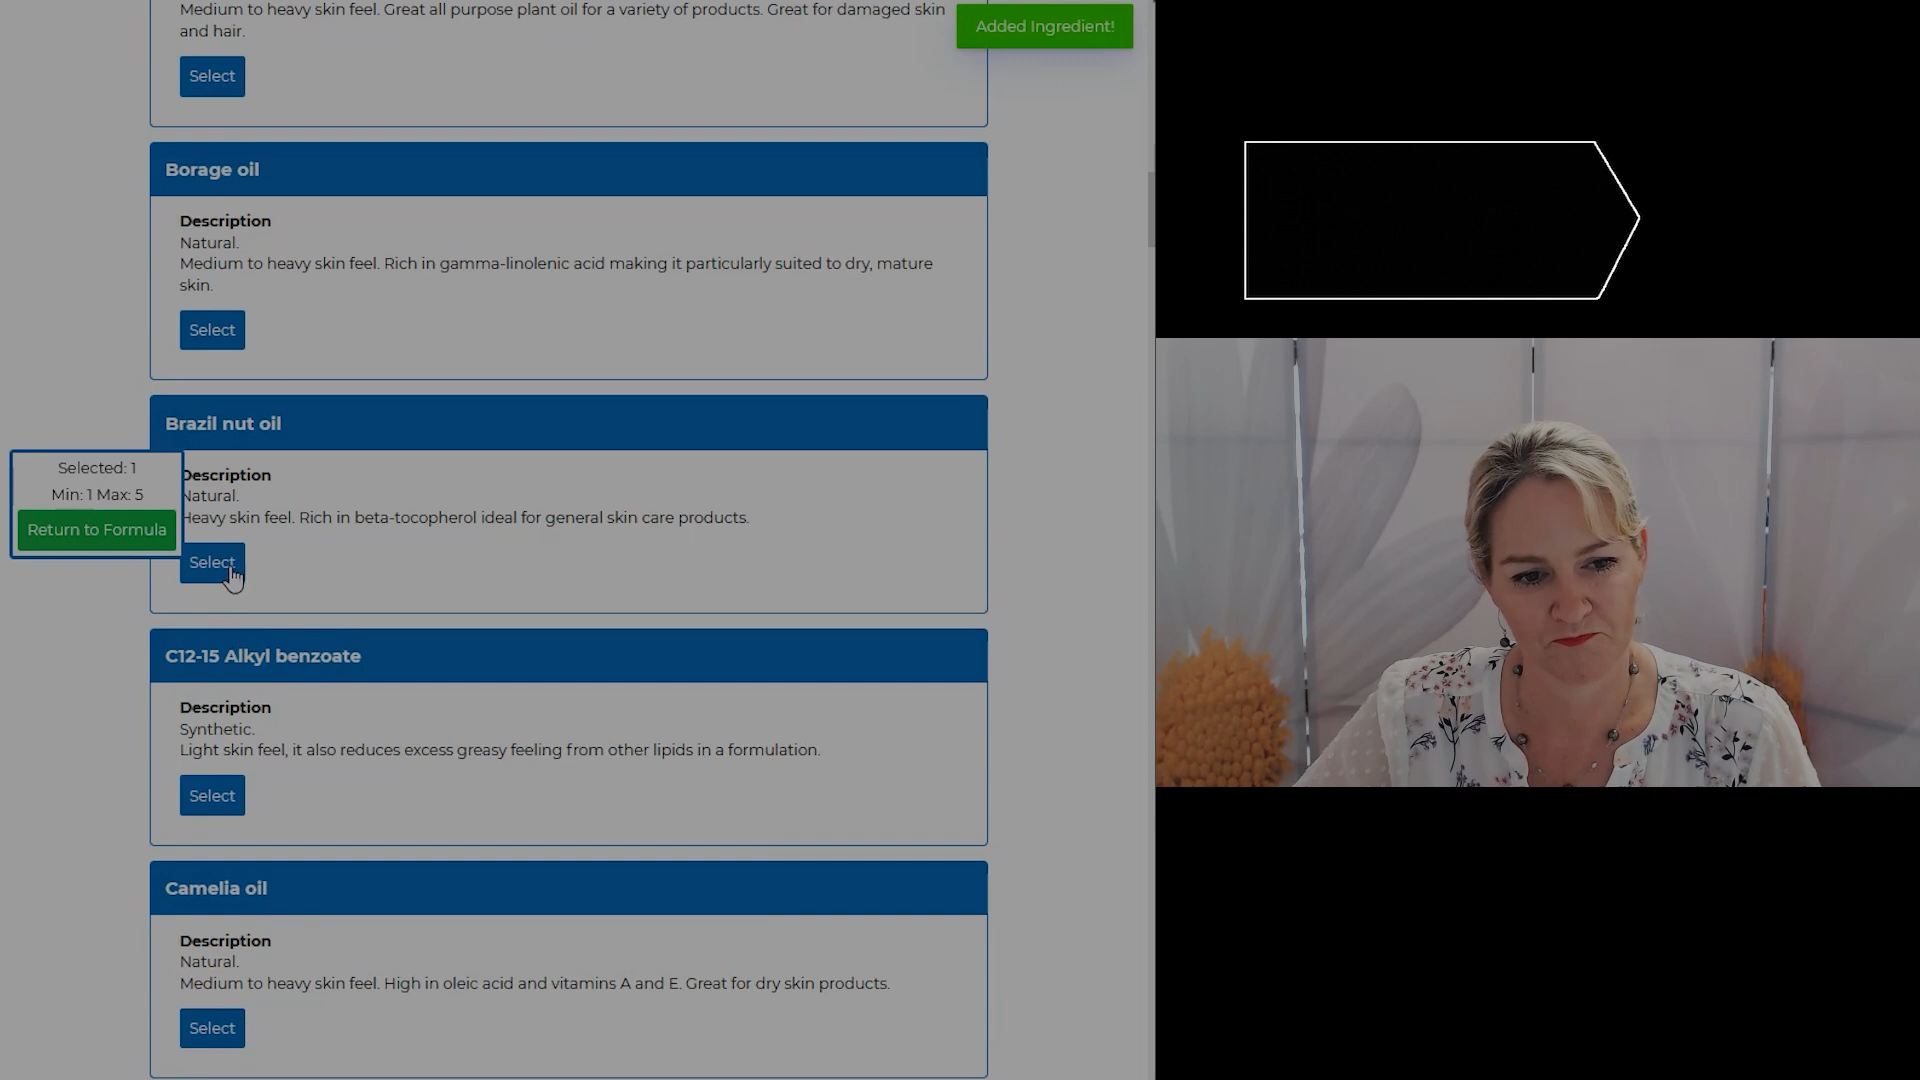 Medium to heavy skin feel. Great all purpose plant oil for a variety of products. Great for damaged skin
and hair.
Added Ingredient!
Select
Borage oil
Description
Natural.
Medium to heavy skin feel. Rich in gamma-linolenic acid making it particularly suited to dry, mature
skin.
Select
Brazil nut oil
Selected: 1
Min: 1 Max: 5
Return to Formula
Description
Natural.
Heavy skin feel. Rich in beta-tocopherol ideal for general skin care products.
Select
C12-15 Alkyl benzoate
Description
Synthetic.
Light skin feel, it also reduces excess greasy feeling from other lipids in a formulation.
Select
Camelia oil
Description
Natural.
Medium to heavy skin feel. High in oleic acid and vitamins A and E. Great for dry skin products.
Select